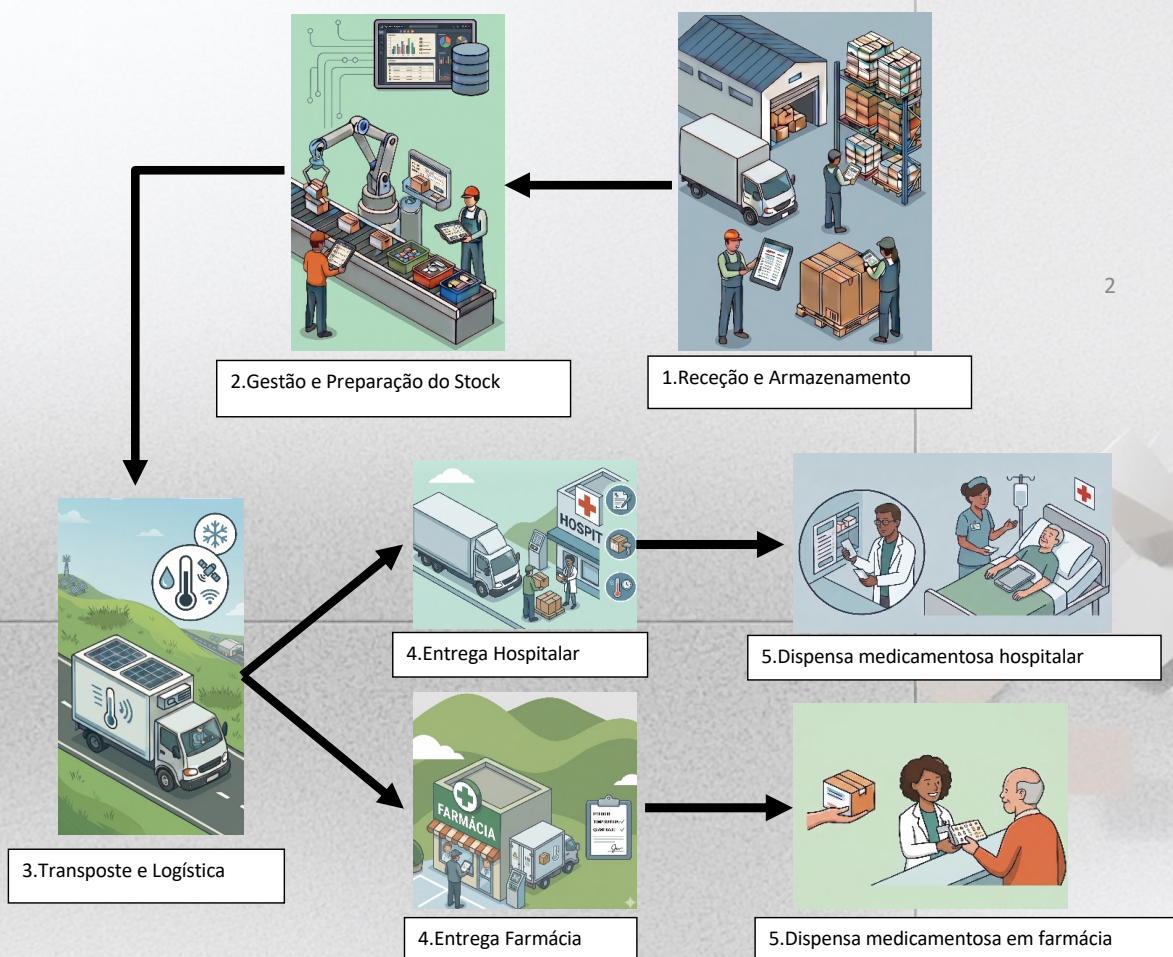 2
2.Gestão e Preparação do Stock
1.Receção e Armazenamento
HOSPIT
4.Entrega Hospitalar
5.Dispensa medicamentosa hospitalar
FARMÁCIA
3.Transposte e Logística
4.Entrega Farmácia
5.Dispensa medicamentosa em farmácia